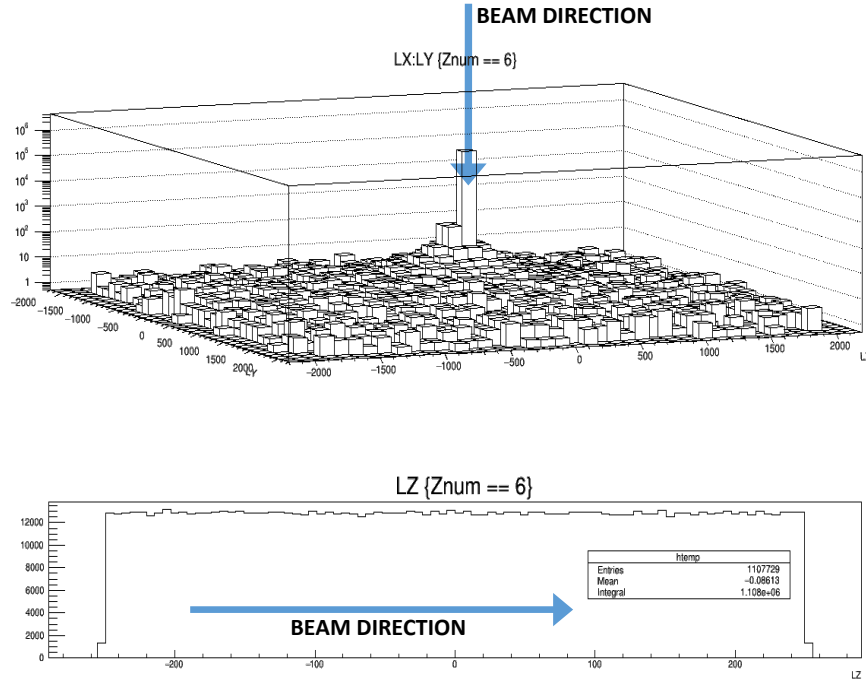 BEAM DIRECTION
LX:LY {Znum == 6}
10⁶
10⁵
10⁴
10³
10²
10
1
−2000
−1500
−1000
−500
0
500
1000
1500
2000
LY
−2000
−1500
−1000
−500
0
500
1000
1500
2000
LZ {Znum == 6}
12000
10000
8000
6000
4000
2000
0
htemp
Entries 1107729
Mean −0.08613
Integral 1.108e+06
BEAM DIRECTION
−200 −100 0 100 200
LZ